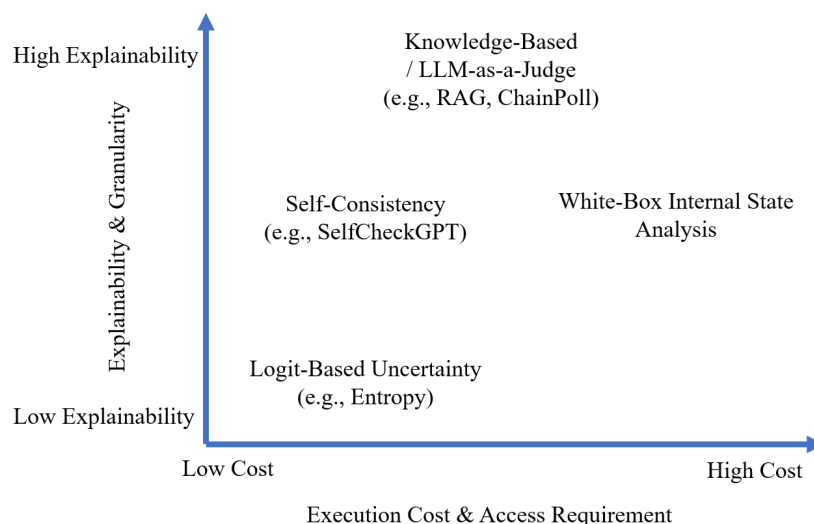 High Explainability
Knowledge-Based
/ LLM-as-a-Judge
(e.g., RAG, ChainPoll)
Explainability & Granularity
Self-Consistency
(e.g., SelfCheckGPT)
White-Box Internal State
Analysis
Logit-Based Uncertainty
(e.g., Entropy)
Low Explainability
Low Cost
High Cost
Execution Cost & Access Requirement